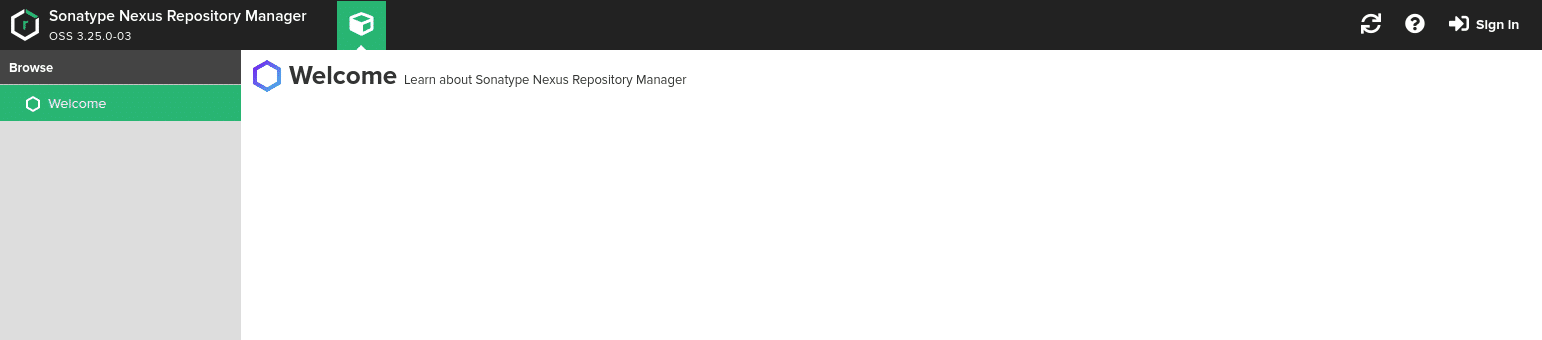 Sonatype Nexus Repository Manager
OSS 3.25.0-03
Sign In
Browse
Welcome
Welcome Learn about Sonatype Nexus Repository Manager